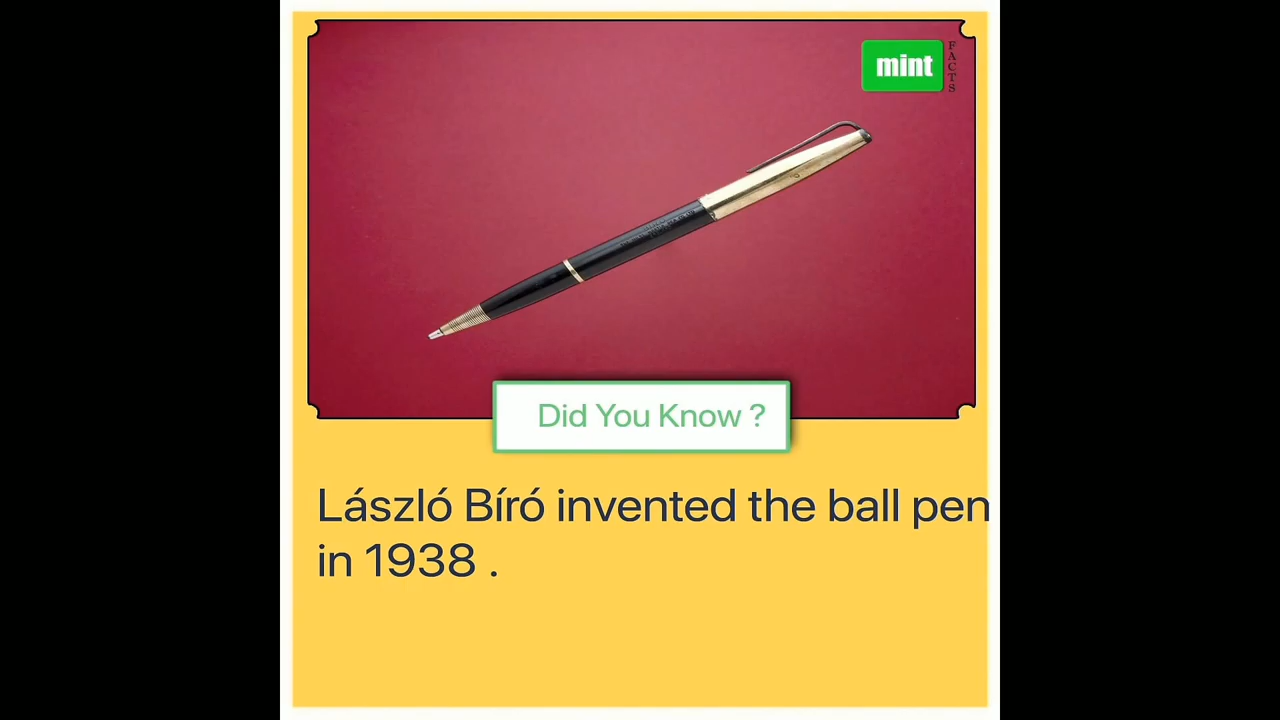 mint
FACTS
Did You Know ?
László Bíró invented the ball pen
in 1938 .